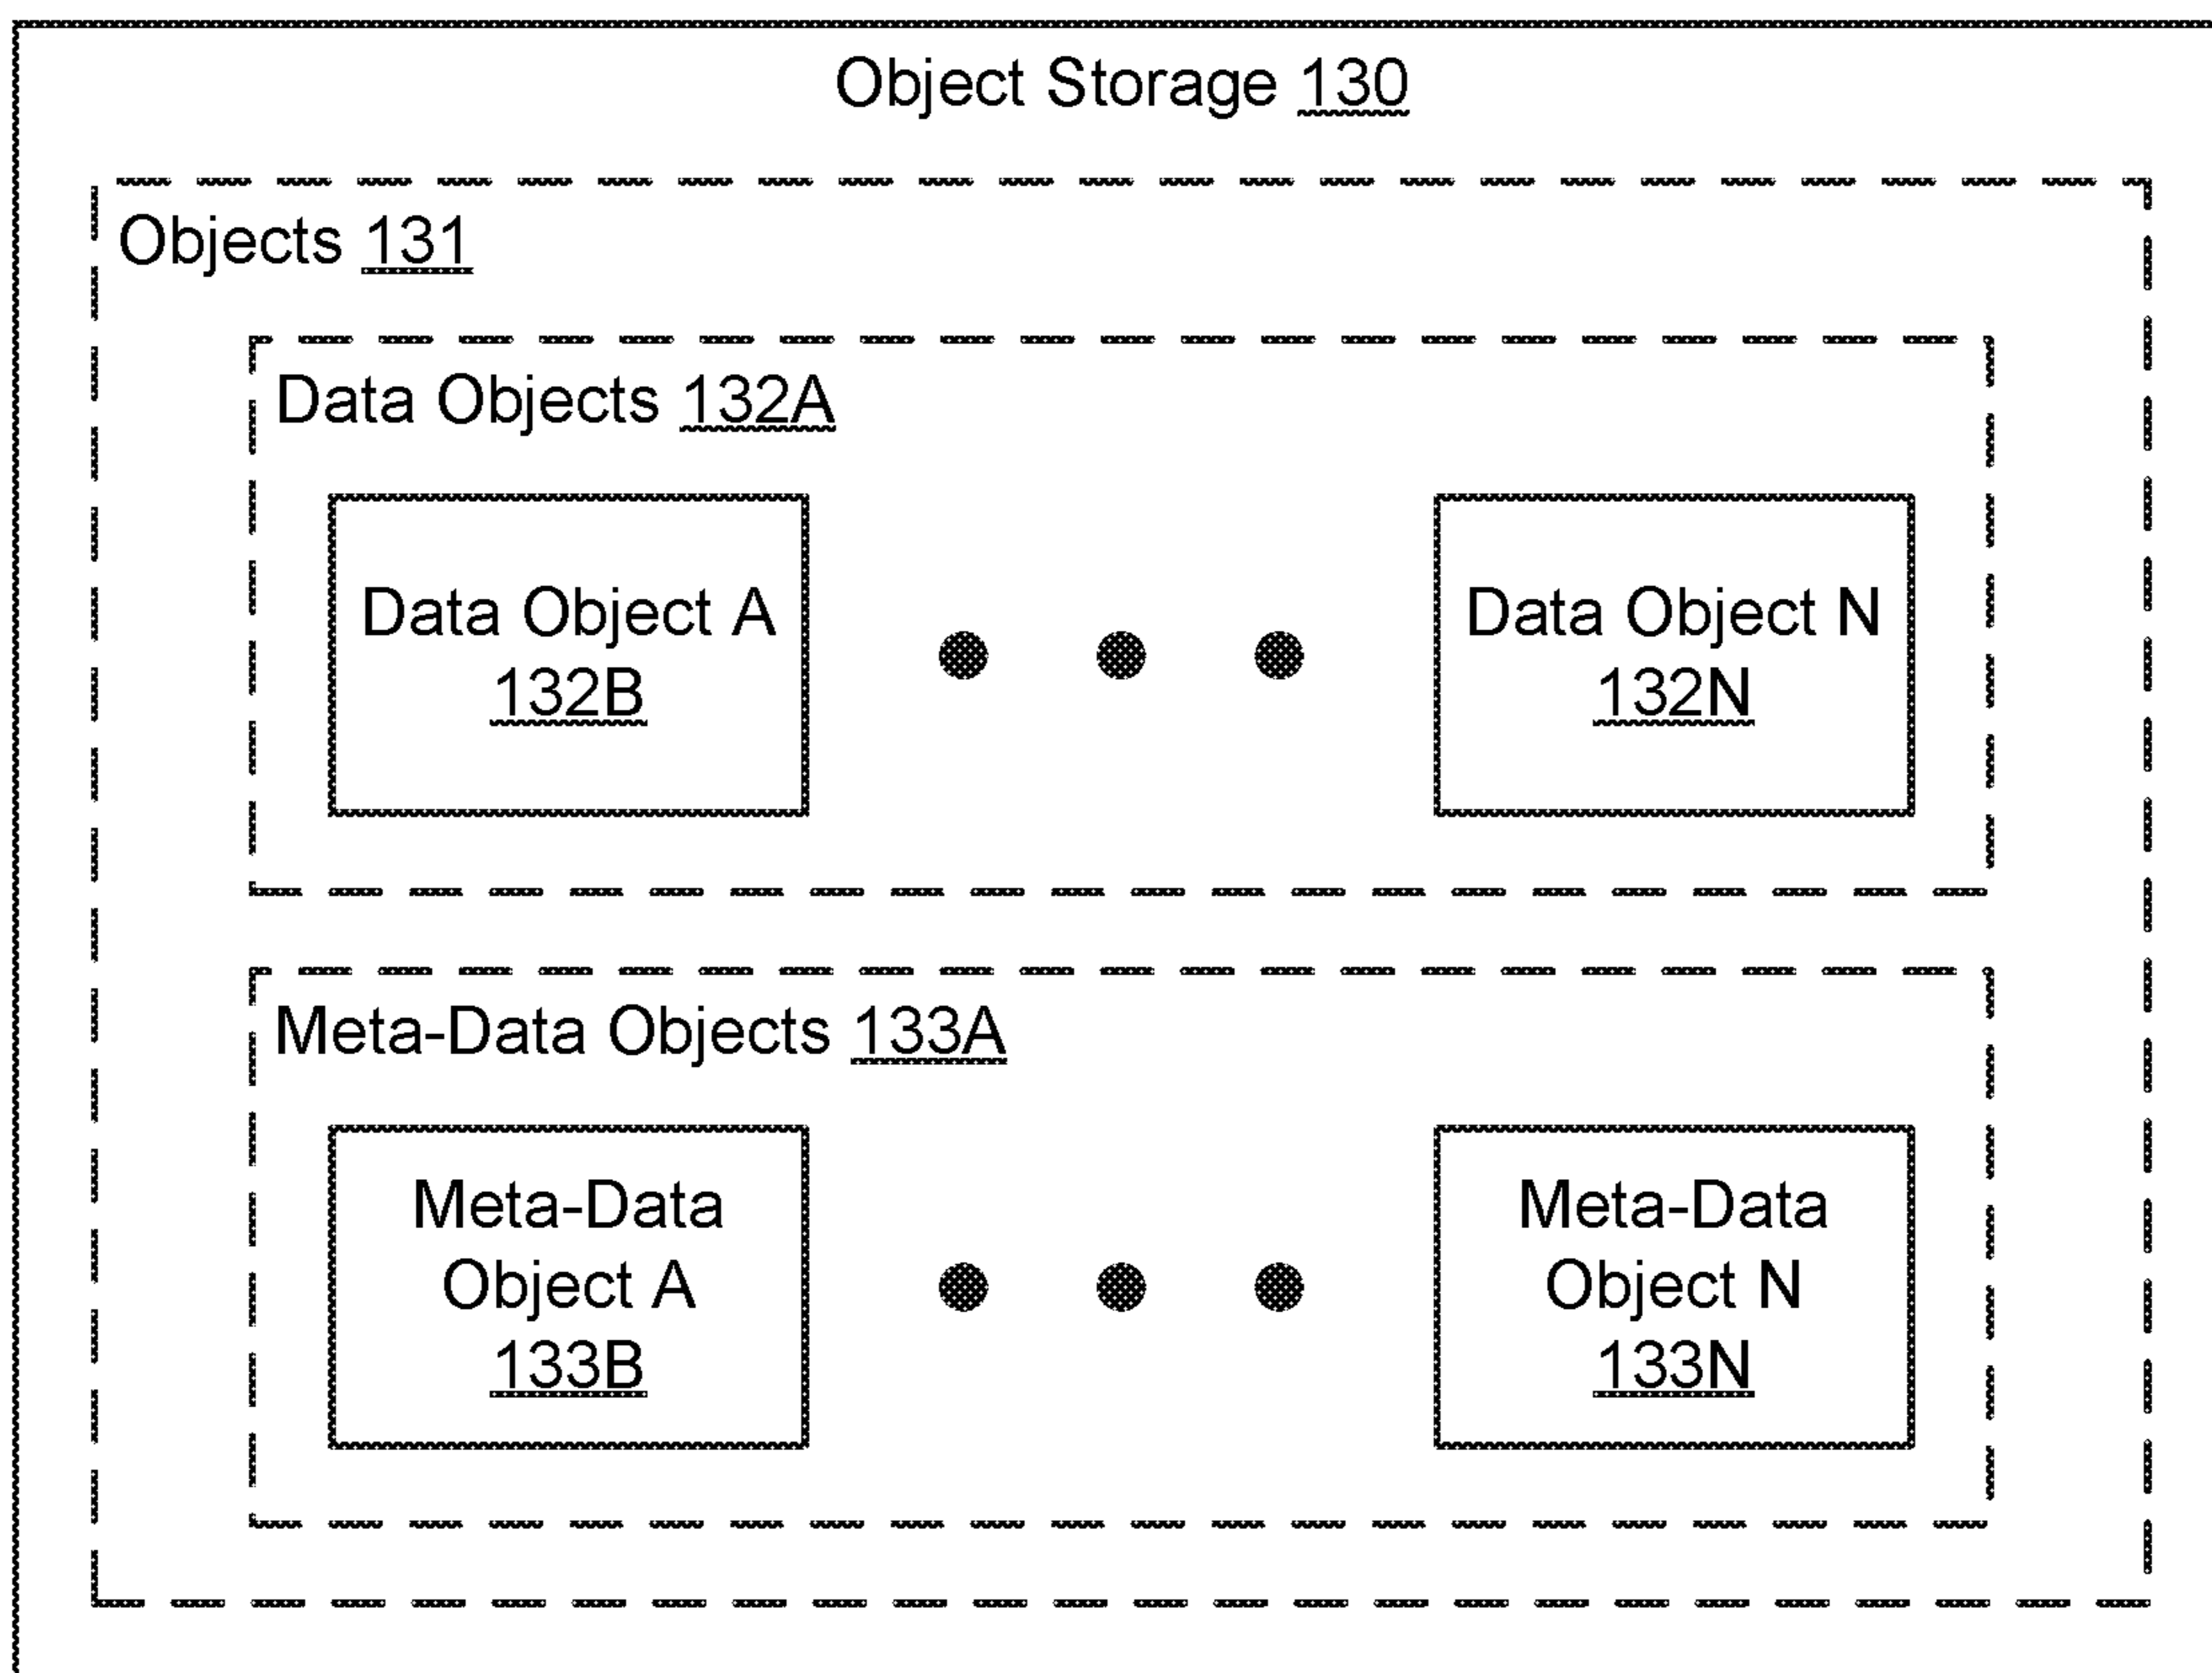 Object Storage 130
Objects 131
Data Objects 132A
Data Object A
132B
Data Object N
132N
Meta-Data Objects 133A
Meta-Data
Object A
133B
Meta-Data
Object N
133N